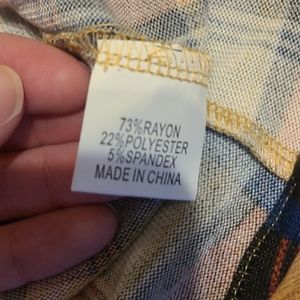 73%RAYON
22%POLYESTER
5%SPANDEX
MADE IN CHINA